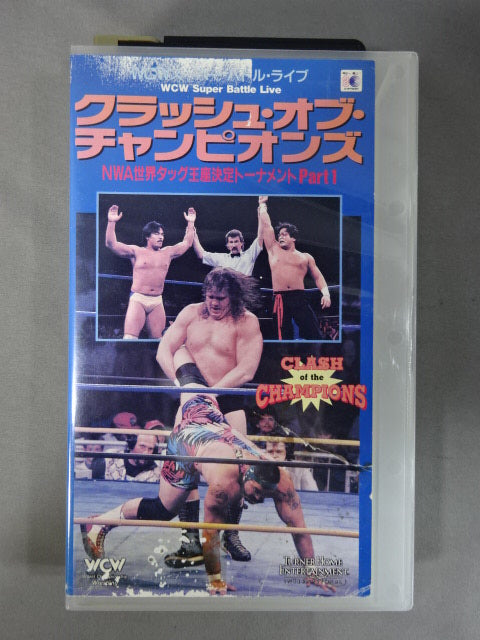 ル・ライブ
WCW Super Battle Live
クラッシュ・オブ・
チャンピオンズ
NWA世界タッグ王座決定トーナメントPart 1
CLASH
of the
CHAMPIONS
WCW
TURNER HOME
ENTERTAINMENT